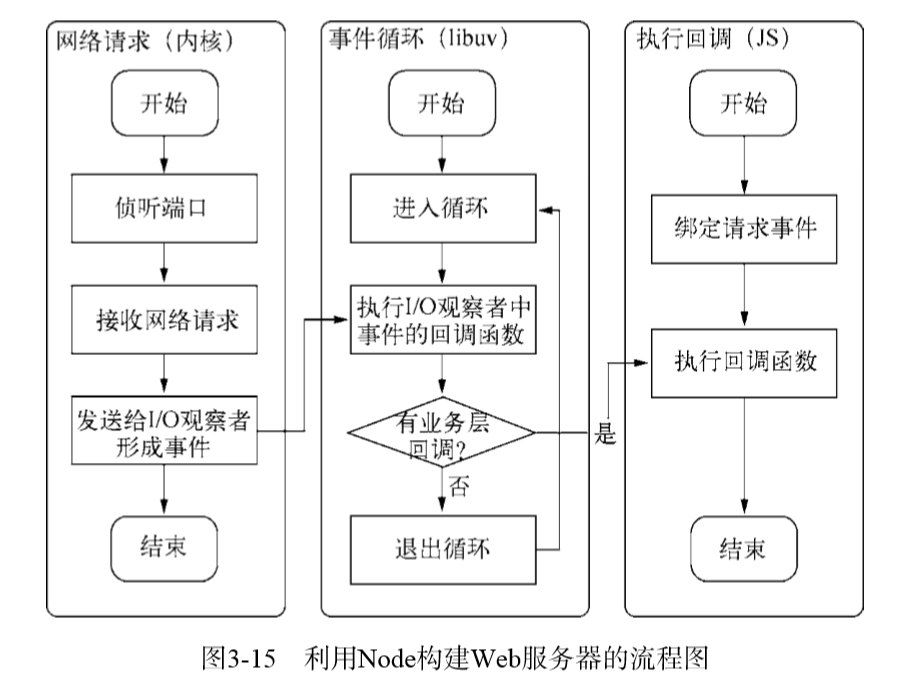 网络请求（内核）
开始
侦听端口
接收网络请求
发送给I/O观察者
形成事件
结束
事件循环（libuv）
开始
进入循环
执行I/O观察者中
事件的回调函数
有业务层
回调?
是
否
退出循环
执行回调（JS）
开始
绑定请求事件
执行回调函数
结束
图3-15 利用Node构建Web服务器的流程图